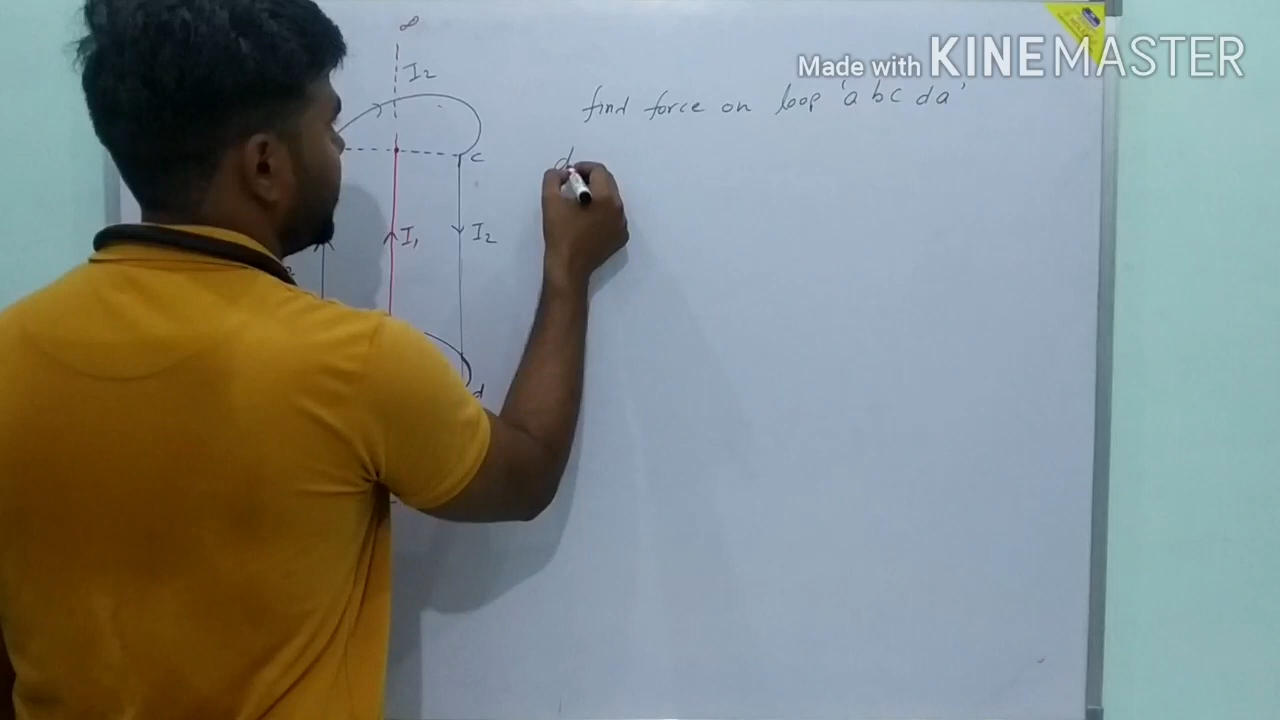 Made with KINEMASTER
∞
I2
find force on loop 'a b c d a'
c
d
I1
I2
d